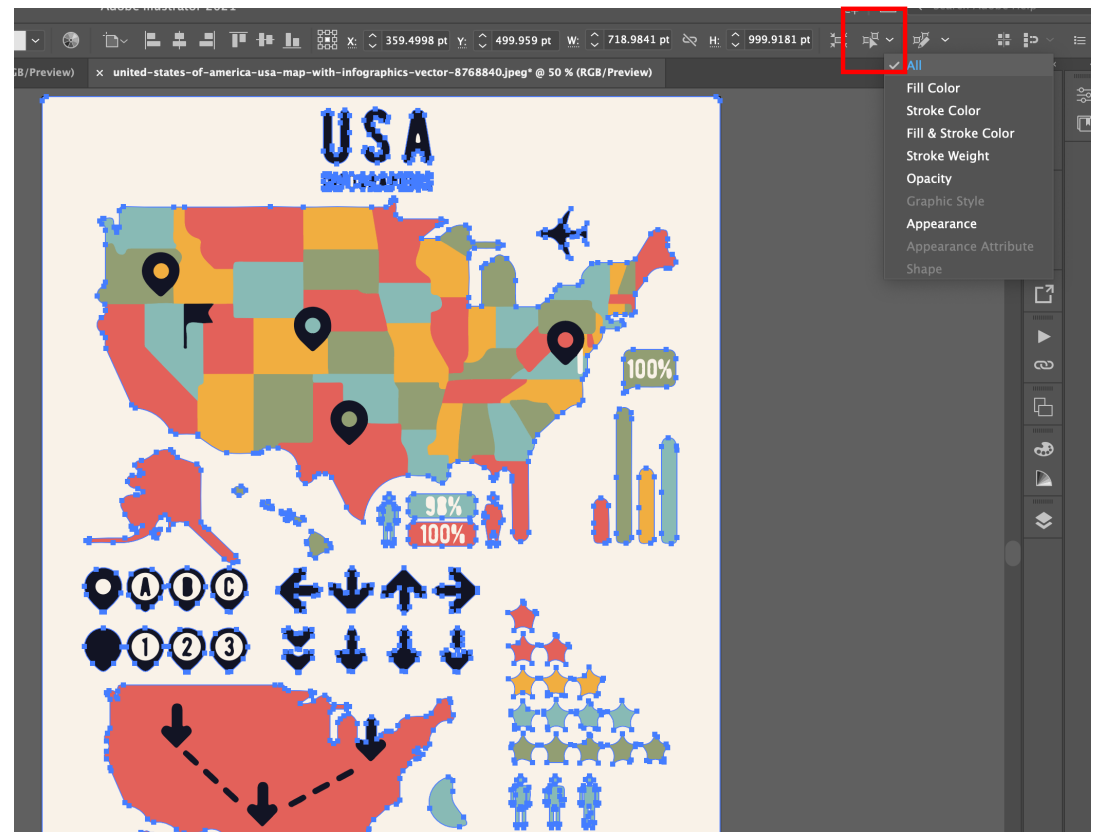 Adobe Illustrator 2021
X: 359.4998 pt Y: 499.959 pt W: 718.9841 pt H: 999.9181 pt
GB/Preview) × united-states-of-america-usa-map-with-infographics-vector-8768840.jpeg* @ 50 % (RGB/Preview)
All
Fill Color
Stroke Color
Fill & Stroke Color
Stroke Weight
Opacity
Graphic Style
Appearance
Appearance Attribute
Shape
USA
100%
98%
100%
A B C
1 2 3